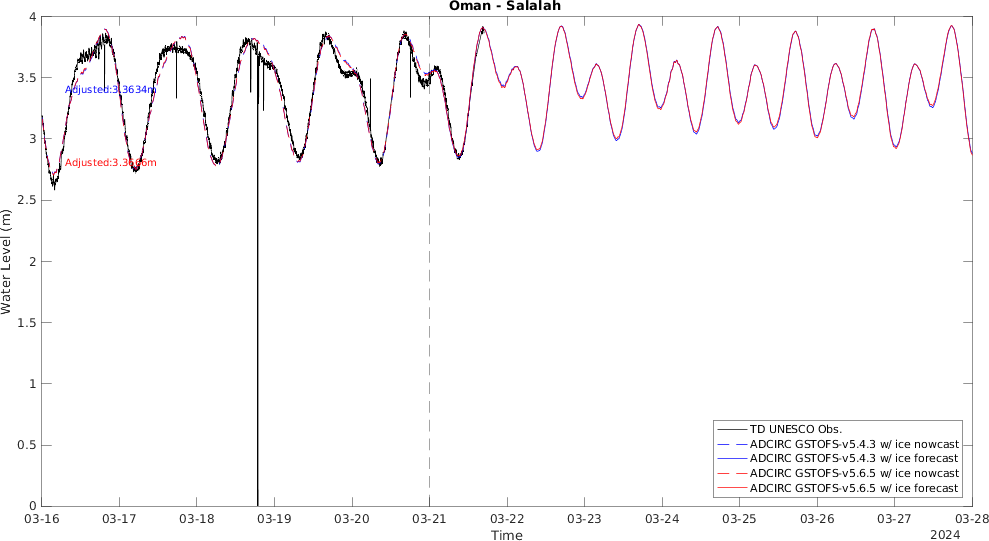 Oman - Salalah
4
3.5
3
2.5
2
1.5
1
0.5
0
Water Level (m)
Adjusted:3.3634m
Adjusted:3.3666m
TD UNESCO Obs.
ADCIRC GSTOFS-v5.4.3 w/ ice nowcast
ADCIRC GSTOFS-v5.4.3 w/ ice forecast
ADCIRC GSTOFS-v5.6.5 w/ ice nowcast
ADCIRC GSTOFS-v5.6.5 w/ ice forecast
03-16 03-17 03-18 03-19 03-20 03-21 03-22 03-23 03-24 03-25 03-26 03-27 03-28
Time
2024